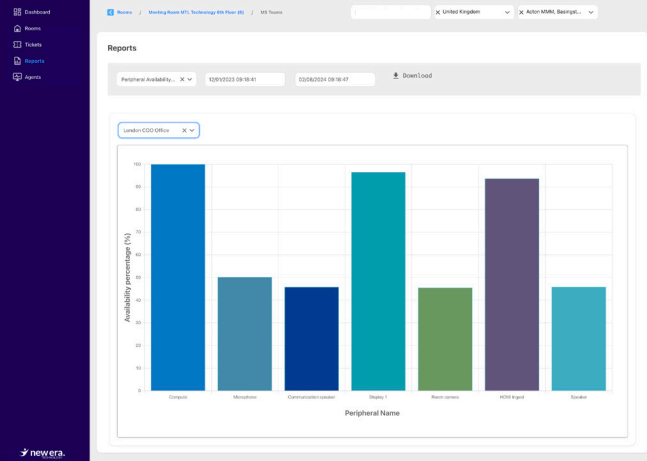 Dashboard
Rooms
Tickets
Reports
Agents
Rooms / Meeting Room MTI, Technology 6th Floor (6) / MS Teams
United Kingdom
Acton MMM, Basingst...
Reports
Peripheral Availability...
12/01/2023 09:18:41
02/08/2024 09:18:47
Download
London COO Office
Availability percentage (%)
100
90
80
70
60
50
40
30
20
10
0
Compute
Microphone
Communication speaker
Display 1
Room camera
HDMI Ingest
Speaker
Peripheral Name
new era.